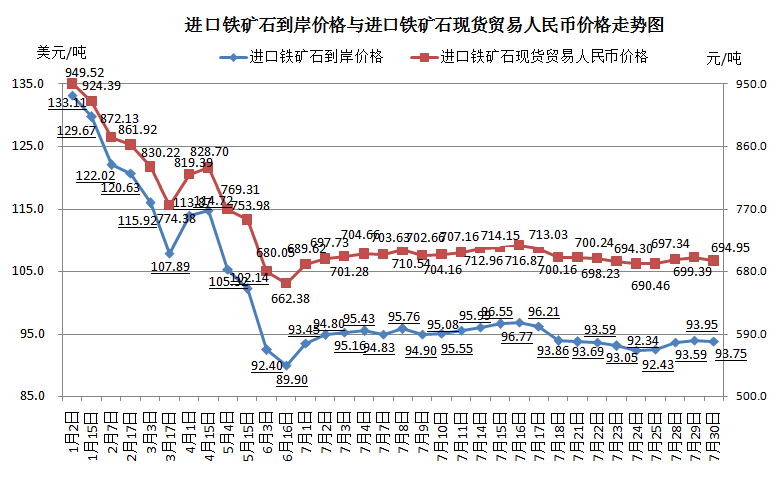 进口铁矿石到岸价格与进口铁矿石现货贸易人民币价格走势图
美元/吨
进口铁矿石到岸价格
进口铁矿石现货贸易人民币价格
元/吨
135.0
125.0
115.0
105.0
95.0
85.0
950.0
860.0
770.0
680.0
590.0
500.0
949.52
924.39
872.13
861.92
830.22
774.38
819.39
828.70
769.31
753.98
680.05
662.38
689.62
697.73
701.28
704.66
703.63
710.54
702.66
704.16
707.16
712.96
714.15
716.87
713.03
700.16
700.24
698.23
694.30
690.46
697.34
699.39
694.95
133.11
129.67
122.02
120.63
115.92
107.89
114.72
102.14
92.40
89.90
93.45
94.80
95.16
95.43
94.83
95.76
94.90
95.08
95.55
96.55
96.77
96.21
93.86
93.69
93.59
93.05
92.34
92.43
93.59
93.95
93.75
1月2日
1月15日
2月7日
2月17日
3月3日
3月17日
4月1日
4月15日
5月4日
5月15日
6月3日
6月16日
7月1日
7月2日
7月3日
7月4日
7月7日
7月8日
7月9日
7月10日
7月11日
7月14日
7月15日
7月16日
7月17日
7月18日
7月21日
7月22日
7月23日
7月24日
7月25日
7月28日
7月29日
7月30日